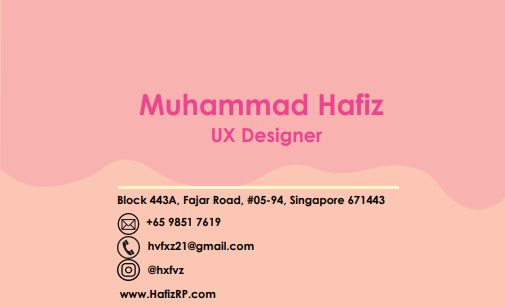 Muhammad Hafiz
UX Designer
Block 443A, Fajar Road, #05-94, Singapore 671443
+65 9851 7619
hvfxz21@gmail.com
@hxfvz
www.HafizRP.com